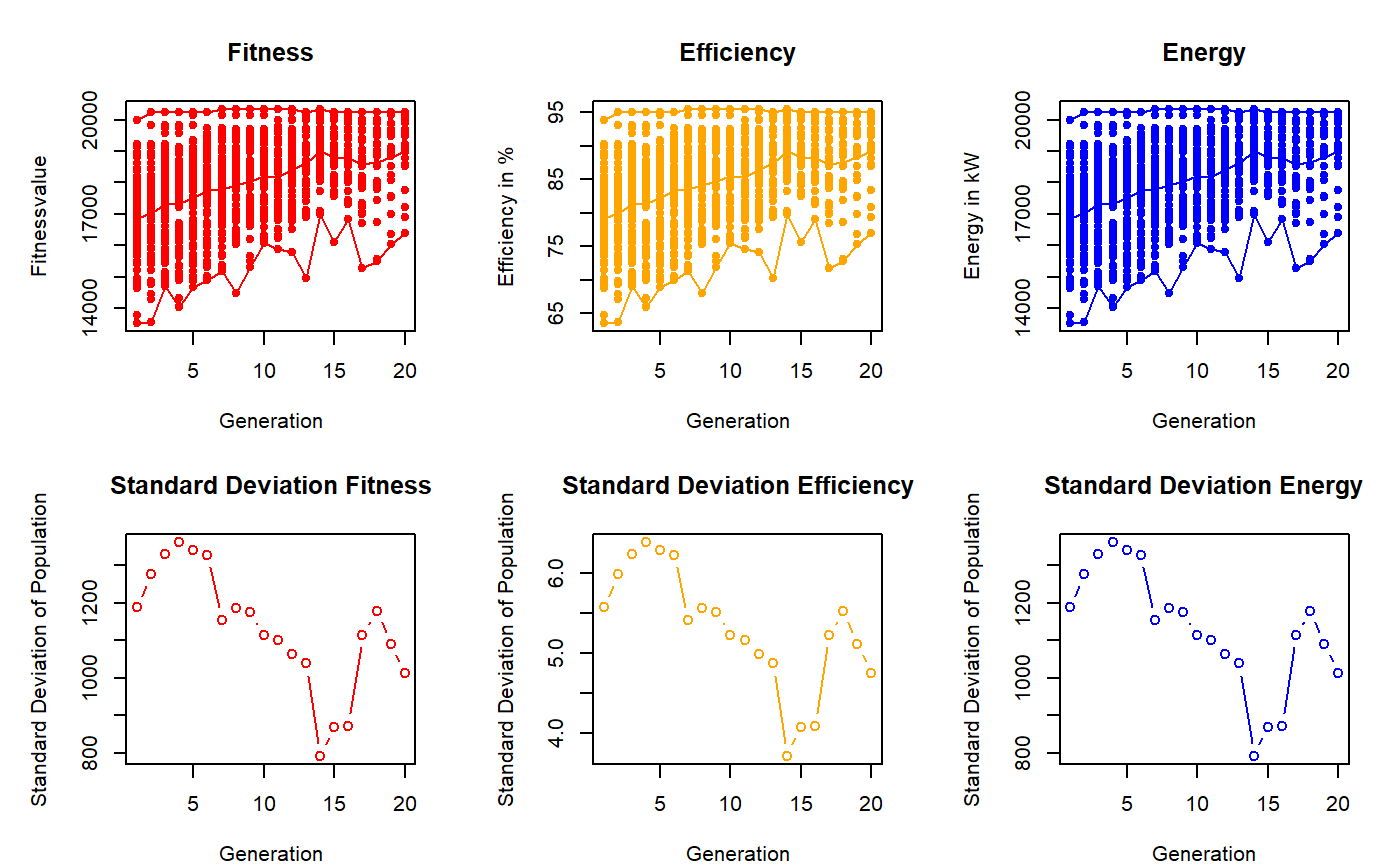 Fitness
Fitnessvalue
20000
17000
14000
5 10 15 20
Generation
Efficiency
Efficiency in %
95
85
75
65
5 10 15 20
Generation
Energy
Energy in kW
20000
17000
14000
5 10 15 20
Generation
Standard Deviation Fitness
Standard Deviation of Population
1200
1000
800
5 10 15 20
Generation
Standard Deviation Efficiency
Standard Deviation of Population
6.0
5.0
4.0
5 10 15 20
Generation
Standard Deviation Energy
Standard Deviation of Population
1200
1000
800
5 10 15 20
Generation